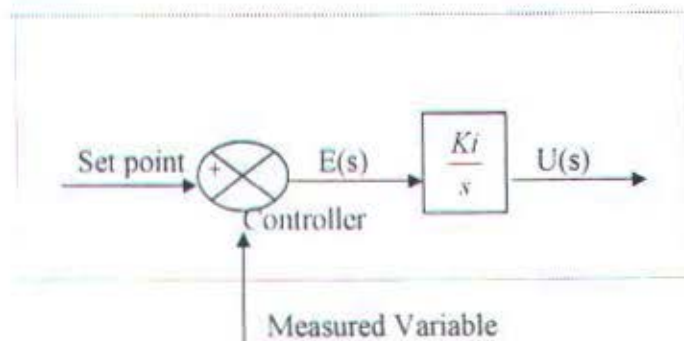 Set point
+
E(s)
Ki
s
U(s)
Controller
Measured Variable